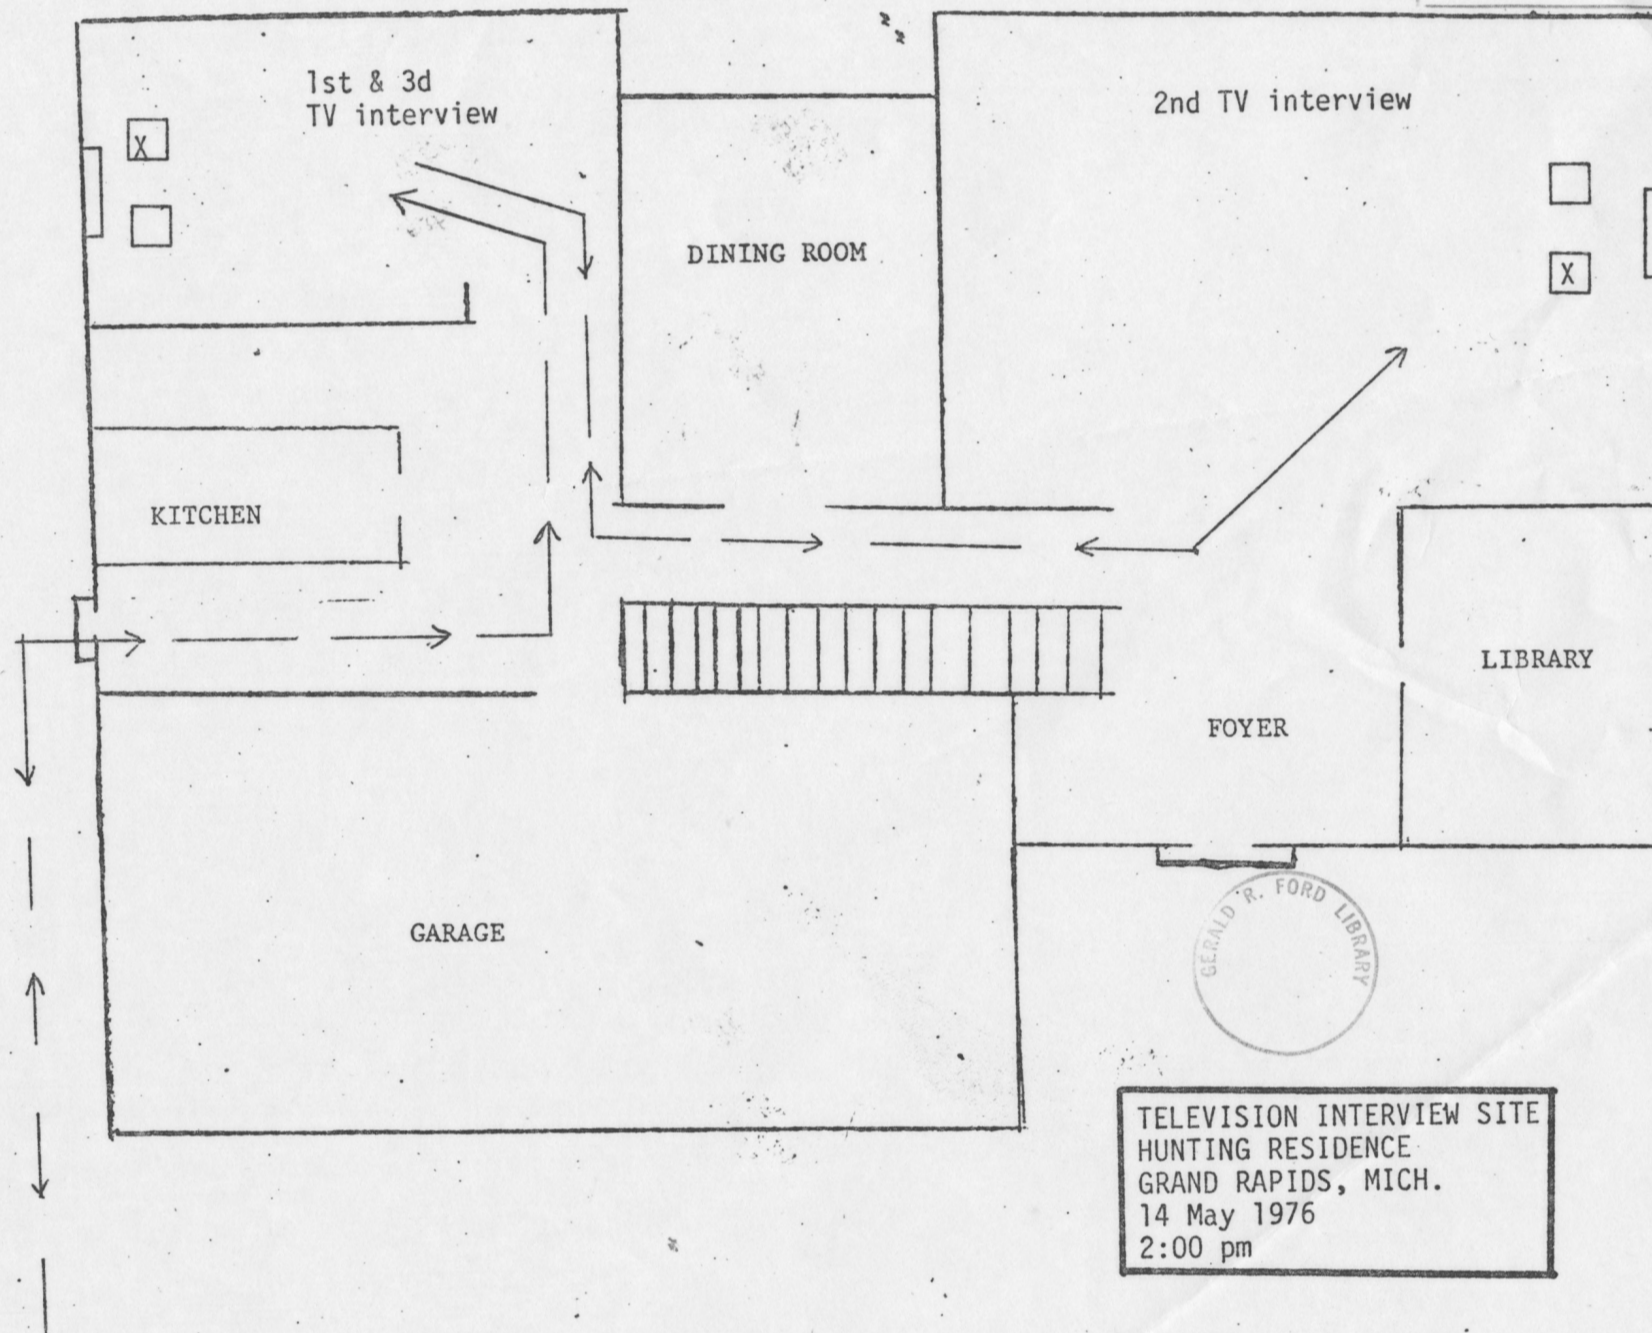 1st & 3d
TV interview
X
2nd TV interview
DINING ROOM
X
KITCHEN
LIBRARY
FOYER
GARAGE
GERALD R. FORD LIBRARY
TELEVISION INTERVIEW SITE
HUNTING RESIDENCE
GRAND RAPIDS, MICH.
14 May 1976
2:00 pm